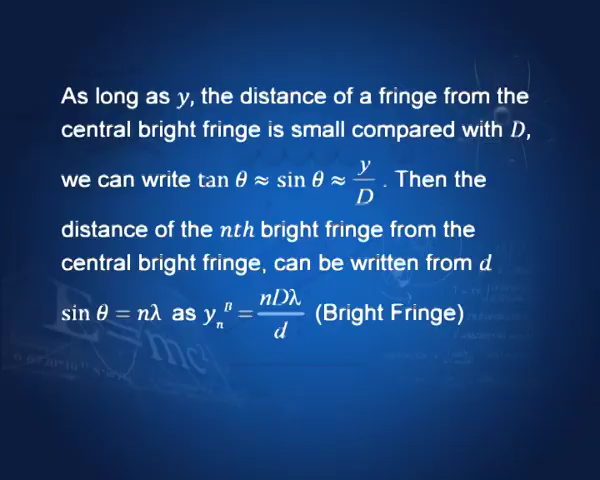 As long as y, the distance of a fringe from the
central bright fringe is small compared with D,
we can write tan θ ≈ sin θ ≈ y/D . Then the
distance of the nth bright fringe from the
central bright fringe, can be written from d
sin θ = nλ as yₙᴮ = nDλ/d (Bright Fringe)
E=mc²